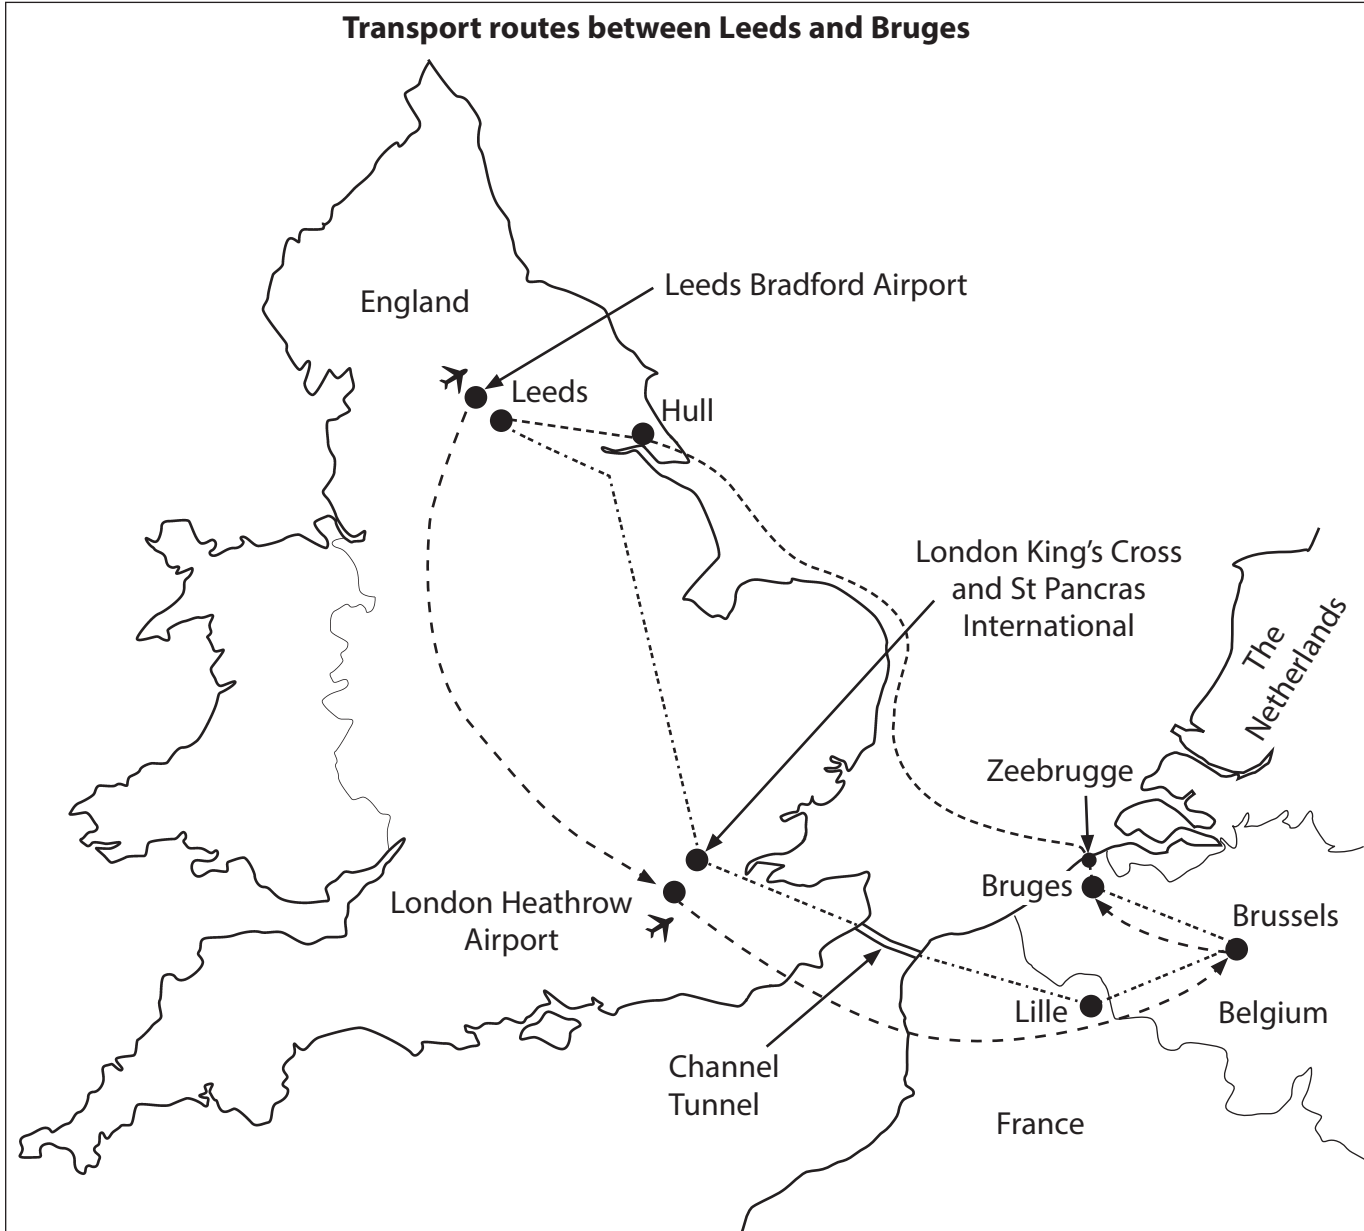 Transport routes between Leeds and Bruges
Leeds Bradford Airport
England
Leeds
Hull
London King's Cross
and St Pancras
International
The
Netherlands
Zeebrugge
Bruges
London Heathrow
Airport
Brussels
Lille
Belgium
Channel
Tunnel
France